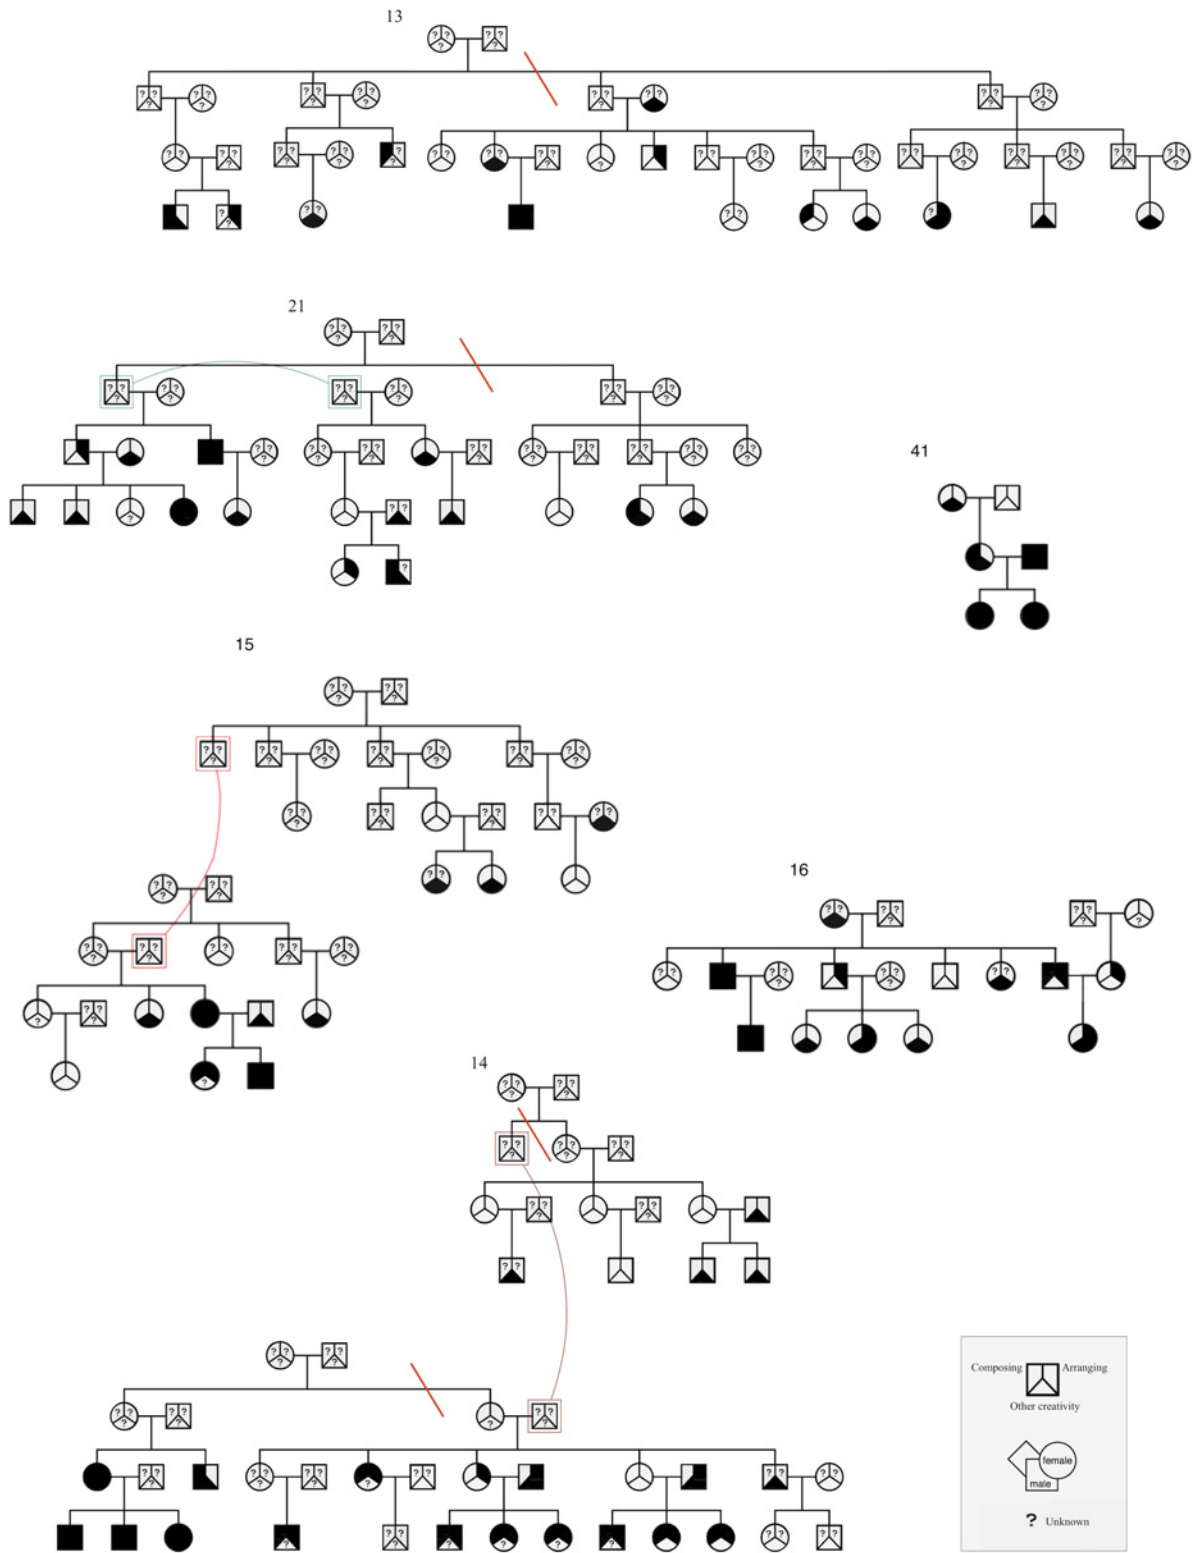 13
21
41
15
16
14
Composing Arranging
Other creativity
female
male
? Unknown